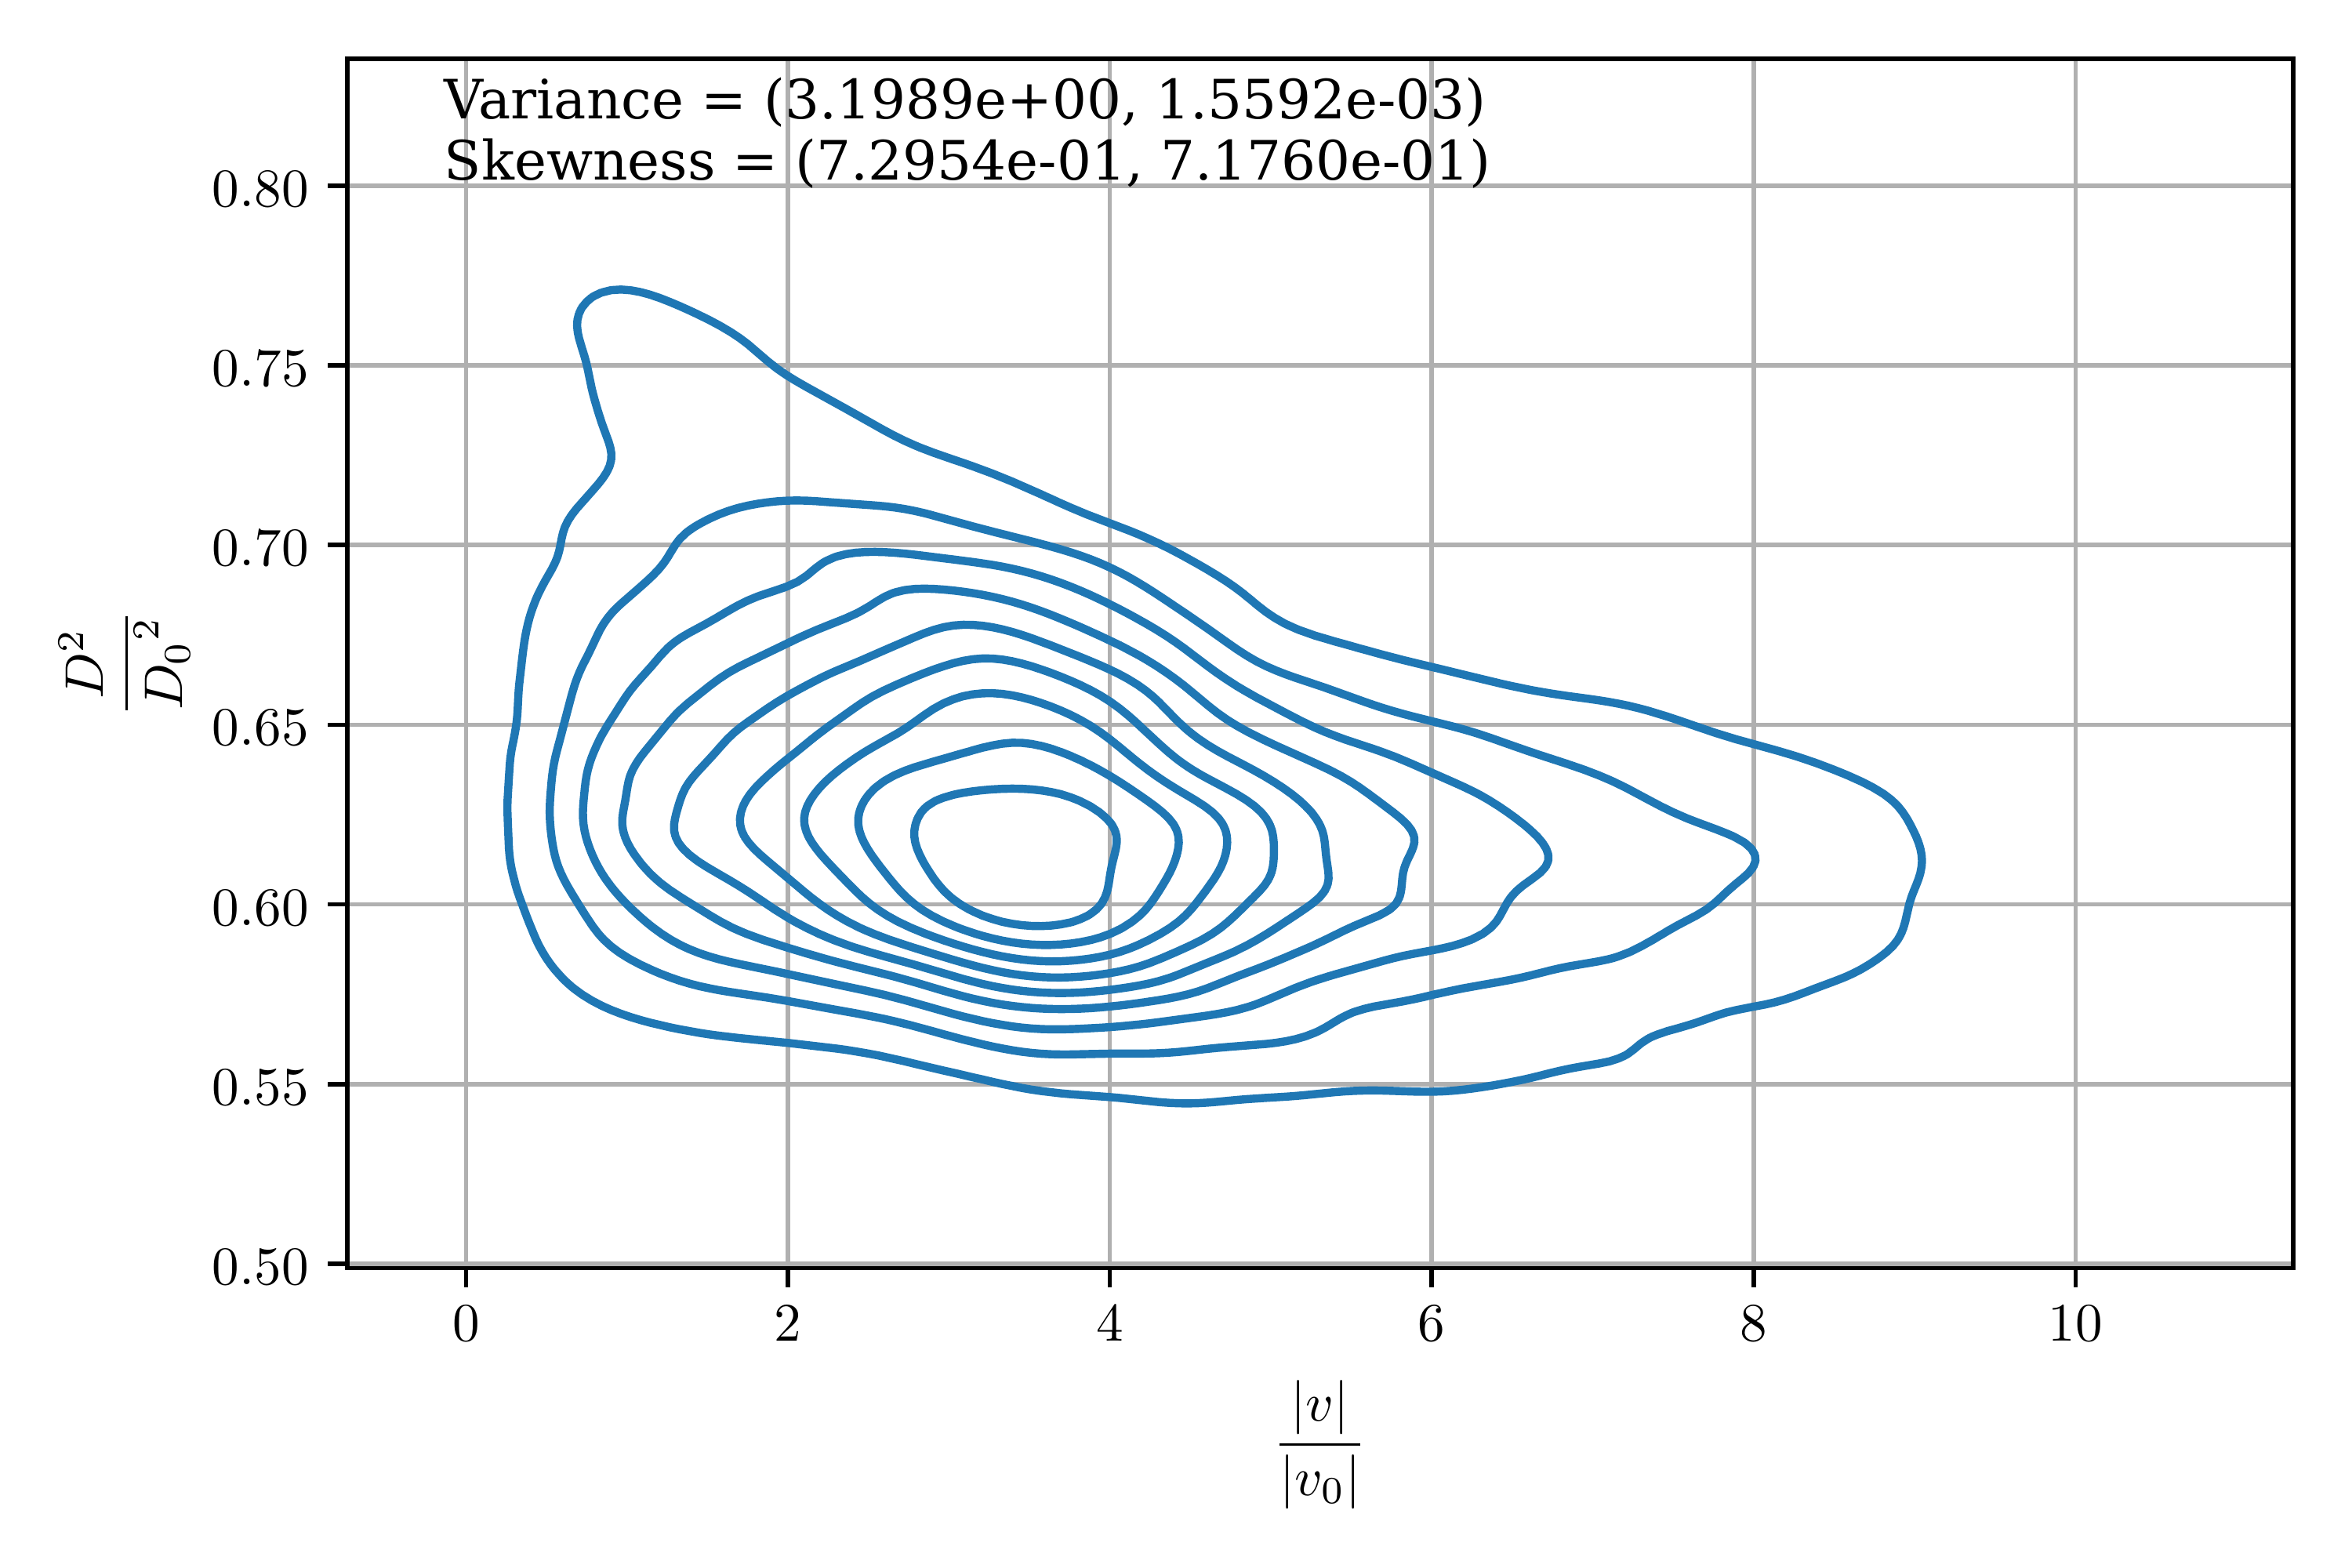 Variance = (3.1989e+00, 1.5592e-03)
Skewness = (7.2954e-01, 7.1760e-01)
0.80
0.75
0.70
0.65
0.60
0.55
0.50
D²
D₀²
0 2 4 6 8 10
|v|
|v₀|